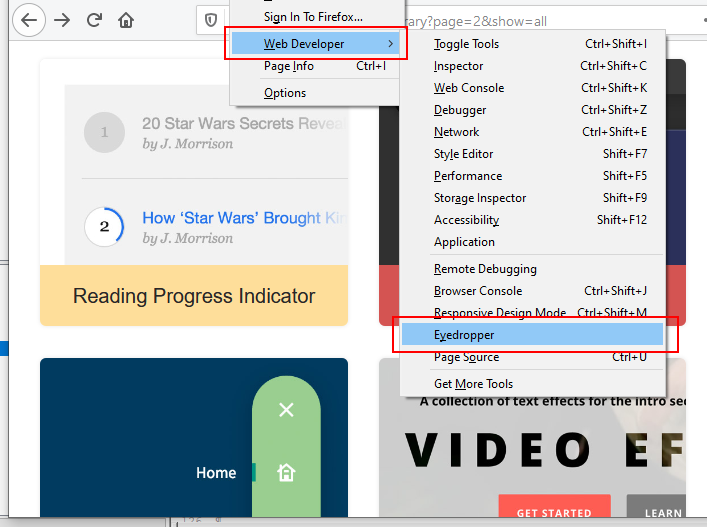 Sign In To Firefox...
rary?page=2&show=all
Web Developer
Page Info Ctrl+I
Options
Toggle Tools Ctrl+Shift+I
Inspector Ctrl+Shift+C
Web Console Ctrl+Shift+K
Debugger Ctrl+Shift+Z
Network Ctrl+Shift+E
Style Editor Shift+F7
Performance Shift+F5
Storage Inspector Shift+F9
Accessibility Shift+F12
Application
Remote Debugging
Browser Console Ctrl+Shift+J
Responsive Design Mode Ctrl+Shift+M
Eyedropper
Page Source Ctrl+U
Get More Tools
1
20 Star Wars Secrets Revea
by J. Morrison
2
How ‘Star Wars’ Brought Kin
by J. Morrison
Reading Progress Indicator
Home
A collection of text effects for the intro sec
VIDEO EF
GET STARTED
LEARN